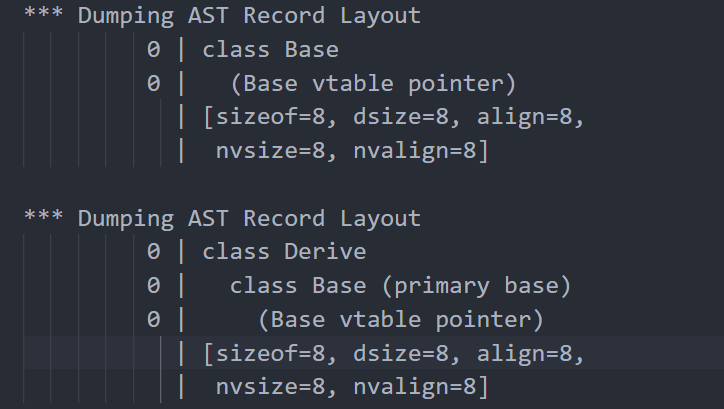 *** Dumping AST Record Layout
0 | class Base
0 |   (Base vtable pointer)
  | [sizeof=8, dsize=8, align=8,
  |  nvsize=8, nvalign=8]
*** Dumping AST Record Layout
0 | class Derive
0 |   class Base (primary base)
0 |     (Base vtable pointer)
  | [sizeof=8, dsize=8, align=8,
  |  nvsize=8, nvalign=8]